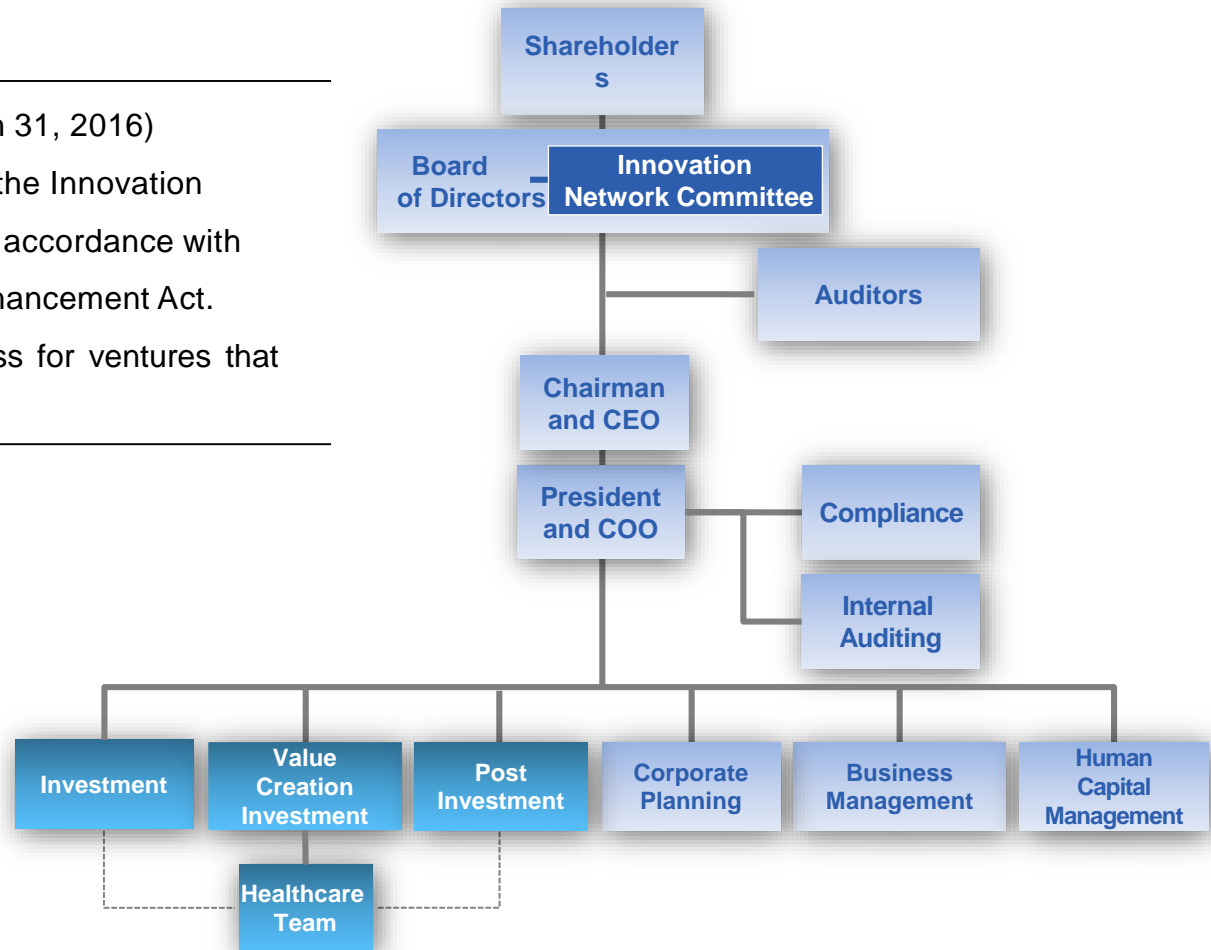 Shareholder
s
31, 2016)
the Innovation
accordance with
Act.
for ventures that
Board
of Directors
Innovation
Network Committee
Auditors
Chairman
and CEO
President
and COO
Compliance
Internal
Auditing
Investment
Value
Creation
Investment
Post
Investment
Corporate
Planning
Business
Management
Human
Capital
Management
Healthcare
Team